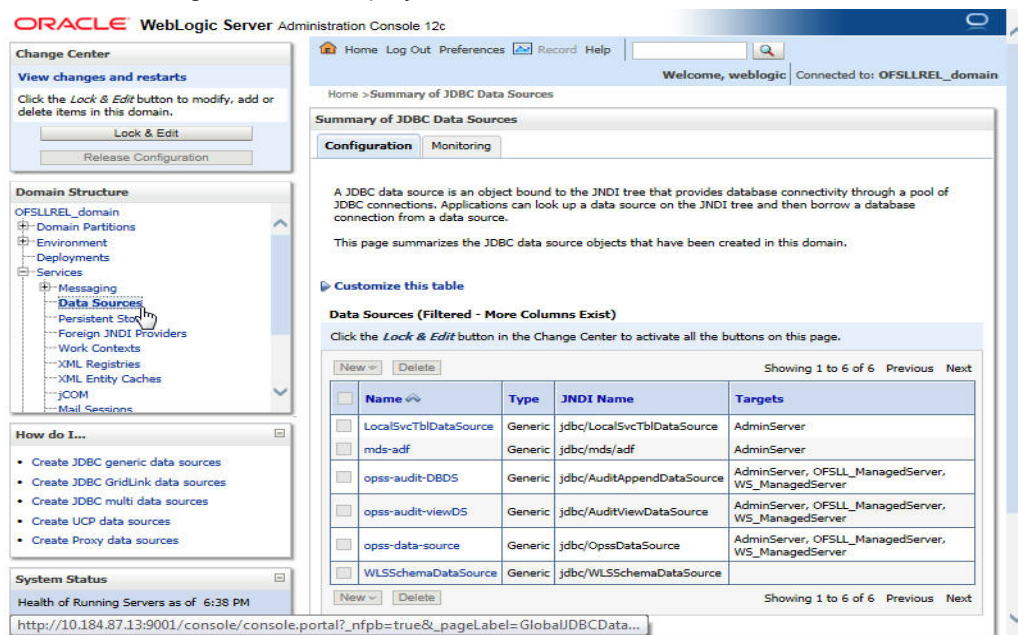 ORACLE WebLogic Server Administration Console 12c
Change Center
View changes and restarts
Click the Lock & Edit button to modify, add or
delete items in this domain.
Lock & Edit
Release Configuration
Domain Structure
OFSLLREL_domain
Domain Partitions
Environment
Deployments
Services
Messaging
Data Sources
Persistent
Foreign JNDI Providers
Work Contexts
XML Registries
XML Entity Caches
jCOM
Mail Sessions
How do I...
Create JDBC generic data sources
Create JDBC GridLink data sources
Create JDBC multi data sources
Create UCP data sources
Create Proxy data sources
System Status
Health of Running Servers as of 6:38 PM
http://10.184.87.13:9001/console/console.portal?_nfpb=true&_pageLabel=GlobalJDBCData...
Home Log Out Preferences Record Help
Welcome, weblogic Connected to: OFSLLREL_domain
Home >Summary of JDBC Data Sources
Summary of JDBC Data Sources
Configuration Monitoring
A JDBC data source is an object bound to the JNDI tree that provides database connectivity through a pool of
JDBC connections. Applications can look up a data source on the JNDI tree and then borrow a database
connection from a data source.
This page summarizes the JDBC data source objects that have been created in this domain.
Customize this table
Data Sources (Filtered - More Columns Exist)
Click the Lock & Edit button in the Change Center to activate all the buttons on this page.
New Delete Showing 1 to 6 of 6 Previous Next
Name Type JNDI Name Targets
LocalSvcTblDataSource Generic jdbc/LocalSvcTblDataSource AdminServer
mds-adf Generic jdbc/mds/adf AdminServer
opss-audit-DBDS Generic jdbc/AuditAppendDataSource AdminServer, OFSLL_ManagedServer,
WS_ManagedServer
opss-audit-viewDS Generic jdbc/AuditViewDataSource AdminServer, OFSLL_ManagedServer,
WS_ManagedServer
opss-data-source Generic jdbc/OpssDataSource AdminServer, OFSLL_ManagedServer,
WS_ManagedServer
WLSSchemaDataSource Generic jdbc/WLSSchemaDataSource
New Delete Showing 1 to 6 of 6 Previous Next